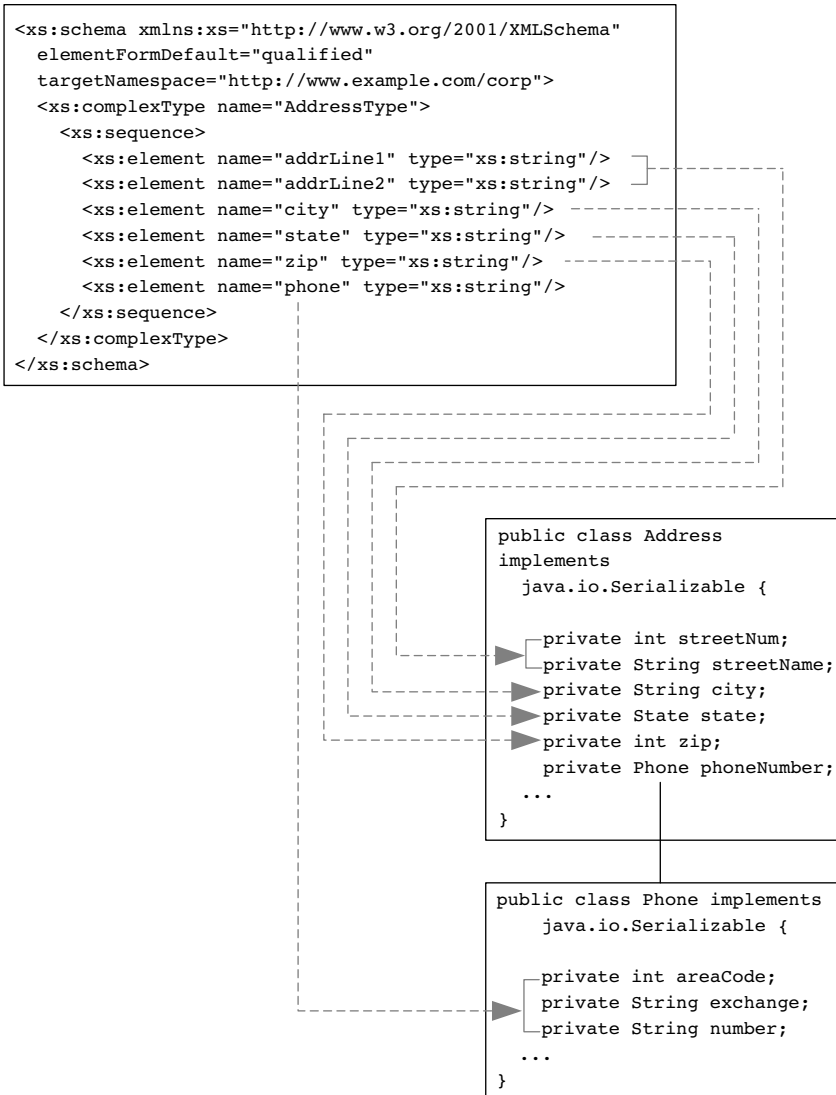 <xs:schema xmlns:xs="http://www.w3.org/2001/XMLSchema"
elementFormDefault="qualified"
targetNamespace="http://www.example.com/corp">
<xs:complexType name="AddressType">
<xs:sequence>
<xs:element name="addrLine1" type="xs:string"/>
<xs:element name="addrLine2" type="xs:string"/>
<xs:element name="city" type="xs:string"/>
<xs:element name="state" type="xs:string"/>
<xs:element name="zip" type="xs:string"/>
<xs:element name="phone" type="xs:string"/>
</xs:sequence>
</xs:complexType>
</xs:schema>
public class Address
implements
java.io.Serializable {
private int streetNum;
private String streetName;
private String city;
private State state;
private int zip;
private Phone phoneNumber;
...
}
public class Phone implements
java.io.Serializable {
private int areaCode;
private String exchange;
private String number;
...
}